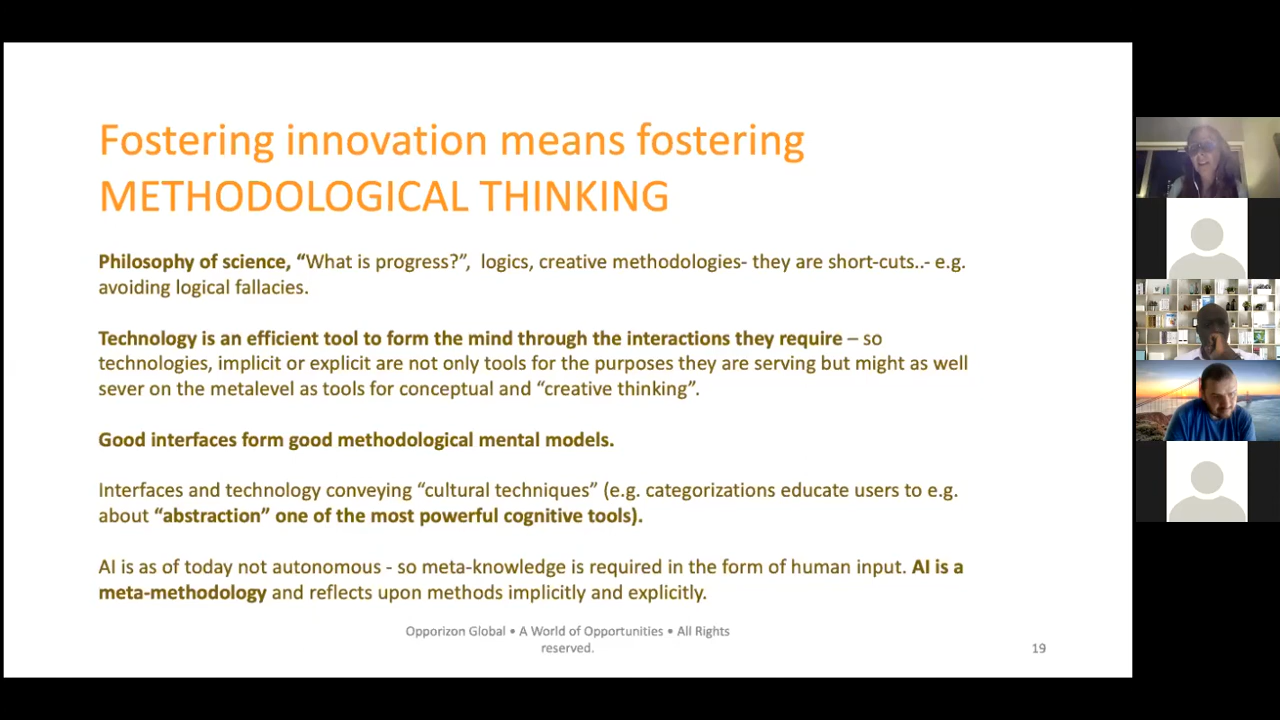 Fostering innovation means fostering
METHODOLOGICAL THINKING
Philosophy of science, “What is progress?”, logics, creative methodologies- they are short-cuts..- e.g.
avoiding logical fallacies.
Technology is an efficient tool to form the mind through the interactions they require – so
technologies, implicit or explicit are not only tools for the purposes they are serving but might as well
sever on the metalevel as tools for conceptual and “creative thinking”.
Good interfaces form good methodological mental models.
Interfaces and technology conveying “cultural techniques” (e.g. categorizations educate users to e.g.
about “abstraction” one of the most powerful cognitive tools).
AI is as of today not autonomous - so meta-knowledge is required in the form of human input. AI is a
meta-methodology and reflects upon methods implicitly and explicitly.
Opporizon Global • A World of Opportunities • All Rights
reserved.
19